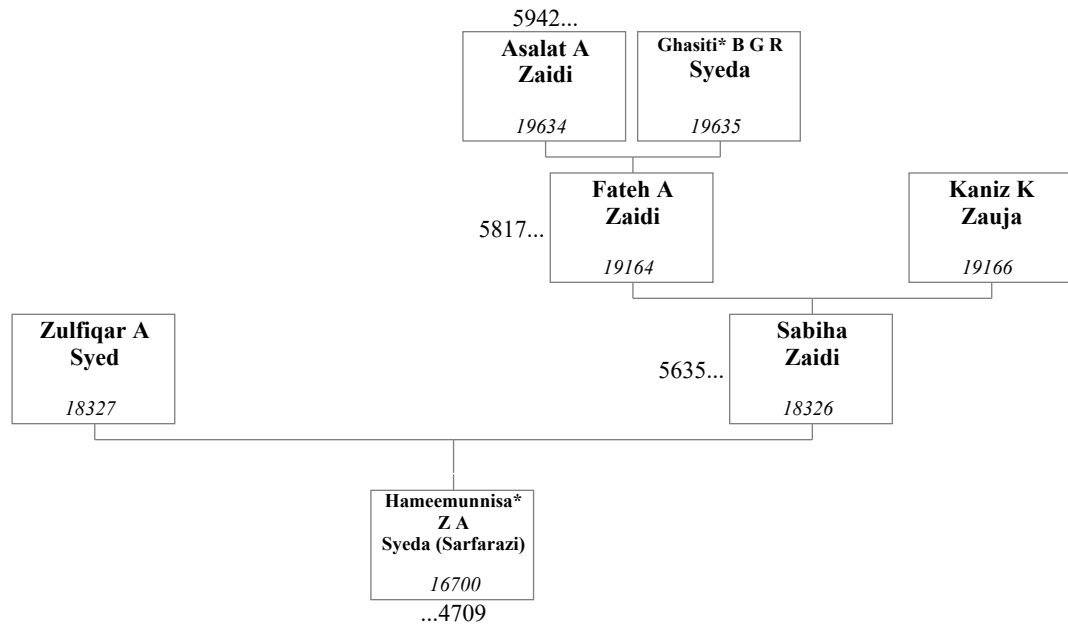 5942...
Asalat A
Zaidi
19634
Ghasiti* B G R
Syeda
19635
Fateh A
Zaidi
19164
5817...
Kaniz K
Zauja
19166
Zulfiqar A
Syed
18327
Sabiha
Zaidi
18326
5635...
Hameemunnisa*
Z A
Syeda (Sarfarazi)
16700
...4709